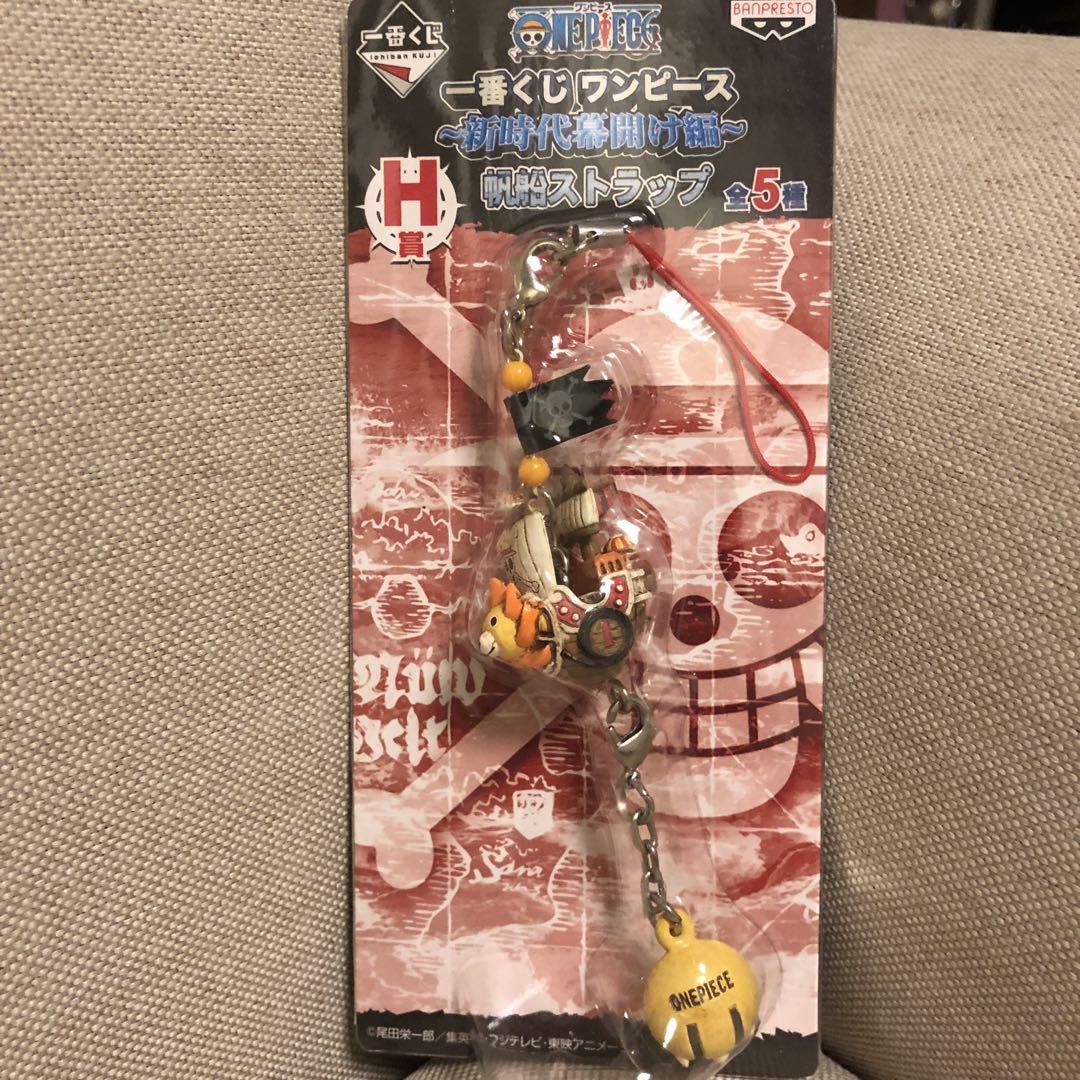 一番くじ
ichiban KUJI
ワンピース
ONE PIECE
BANPRESTO
一番くじ ワンピース
~新時代幕開け編~
H賞
帆船ストラップ
全5種
ONEPIECE
©尾田栄一郎/集英社・フジテレビ・東映アニメー